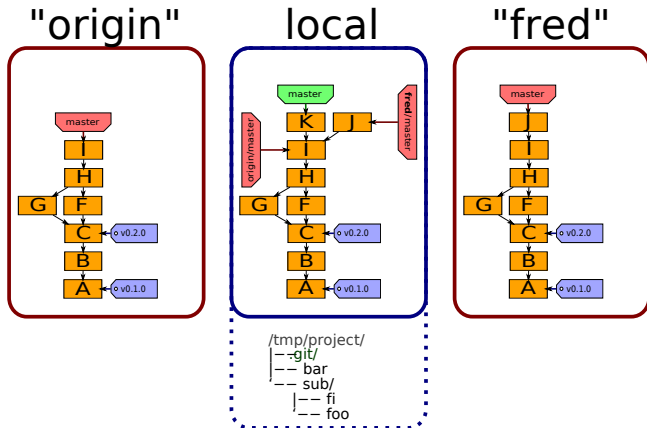 "origin"
master
I
H
G
F
C
v0.2.0
B
A
v0.1.0
local
master
K
J
fred/master
origin/master
I
H
G
F
C
v0.2.0
B
A
v0.1.0
/tmp/project/
|−−.git/
|−− bar
‘−− sub/
|−− fi
‘−− foo
"fred"
master
J
I
H
G
F
C
v0.2.0
B
A
v0.1.0